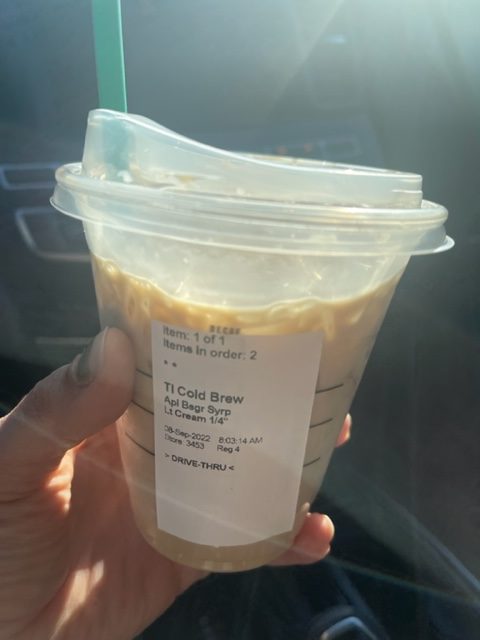 DECAF
Item: 1 of 1
Items in order: 2
* *
Tl Cold Brew
Apl Bsgr Syrp
Lt Cream 1/4"
08-Sep-2022 8:03:14 AM
Store 3453 Reg 4
> DRIVE-THRU <